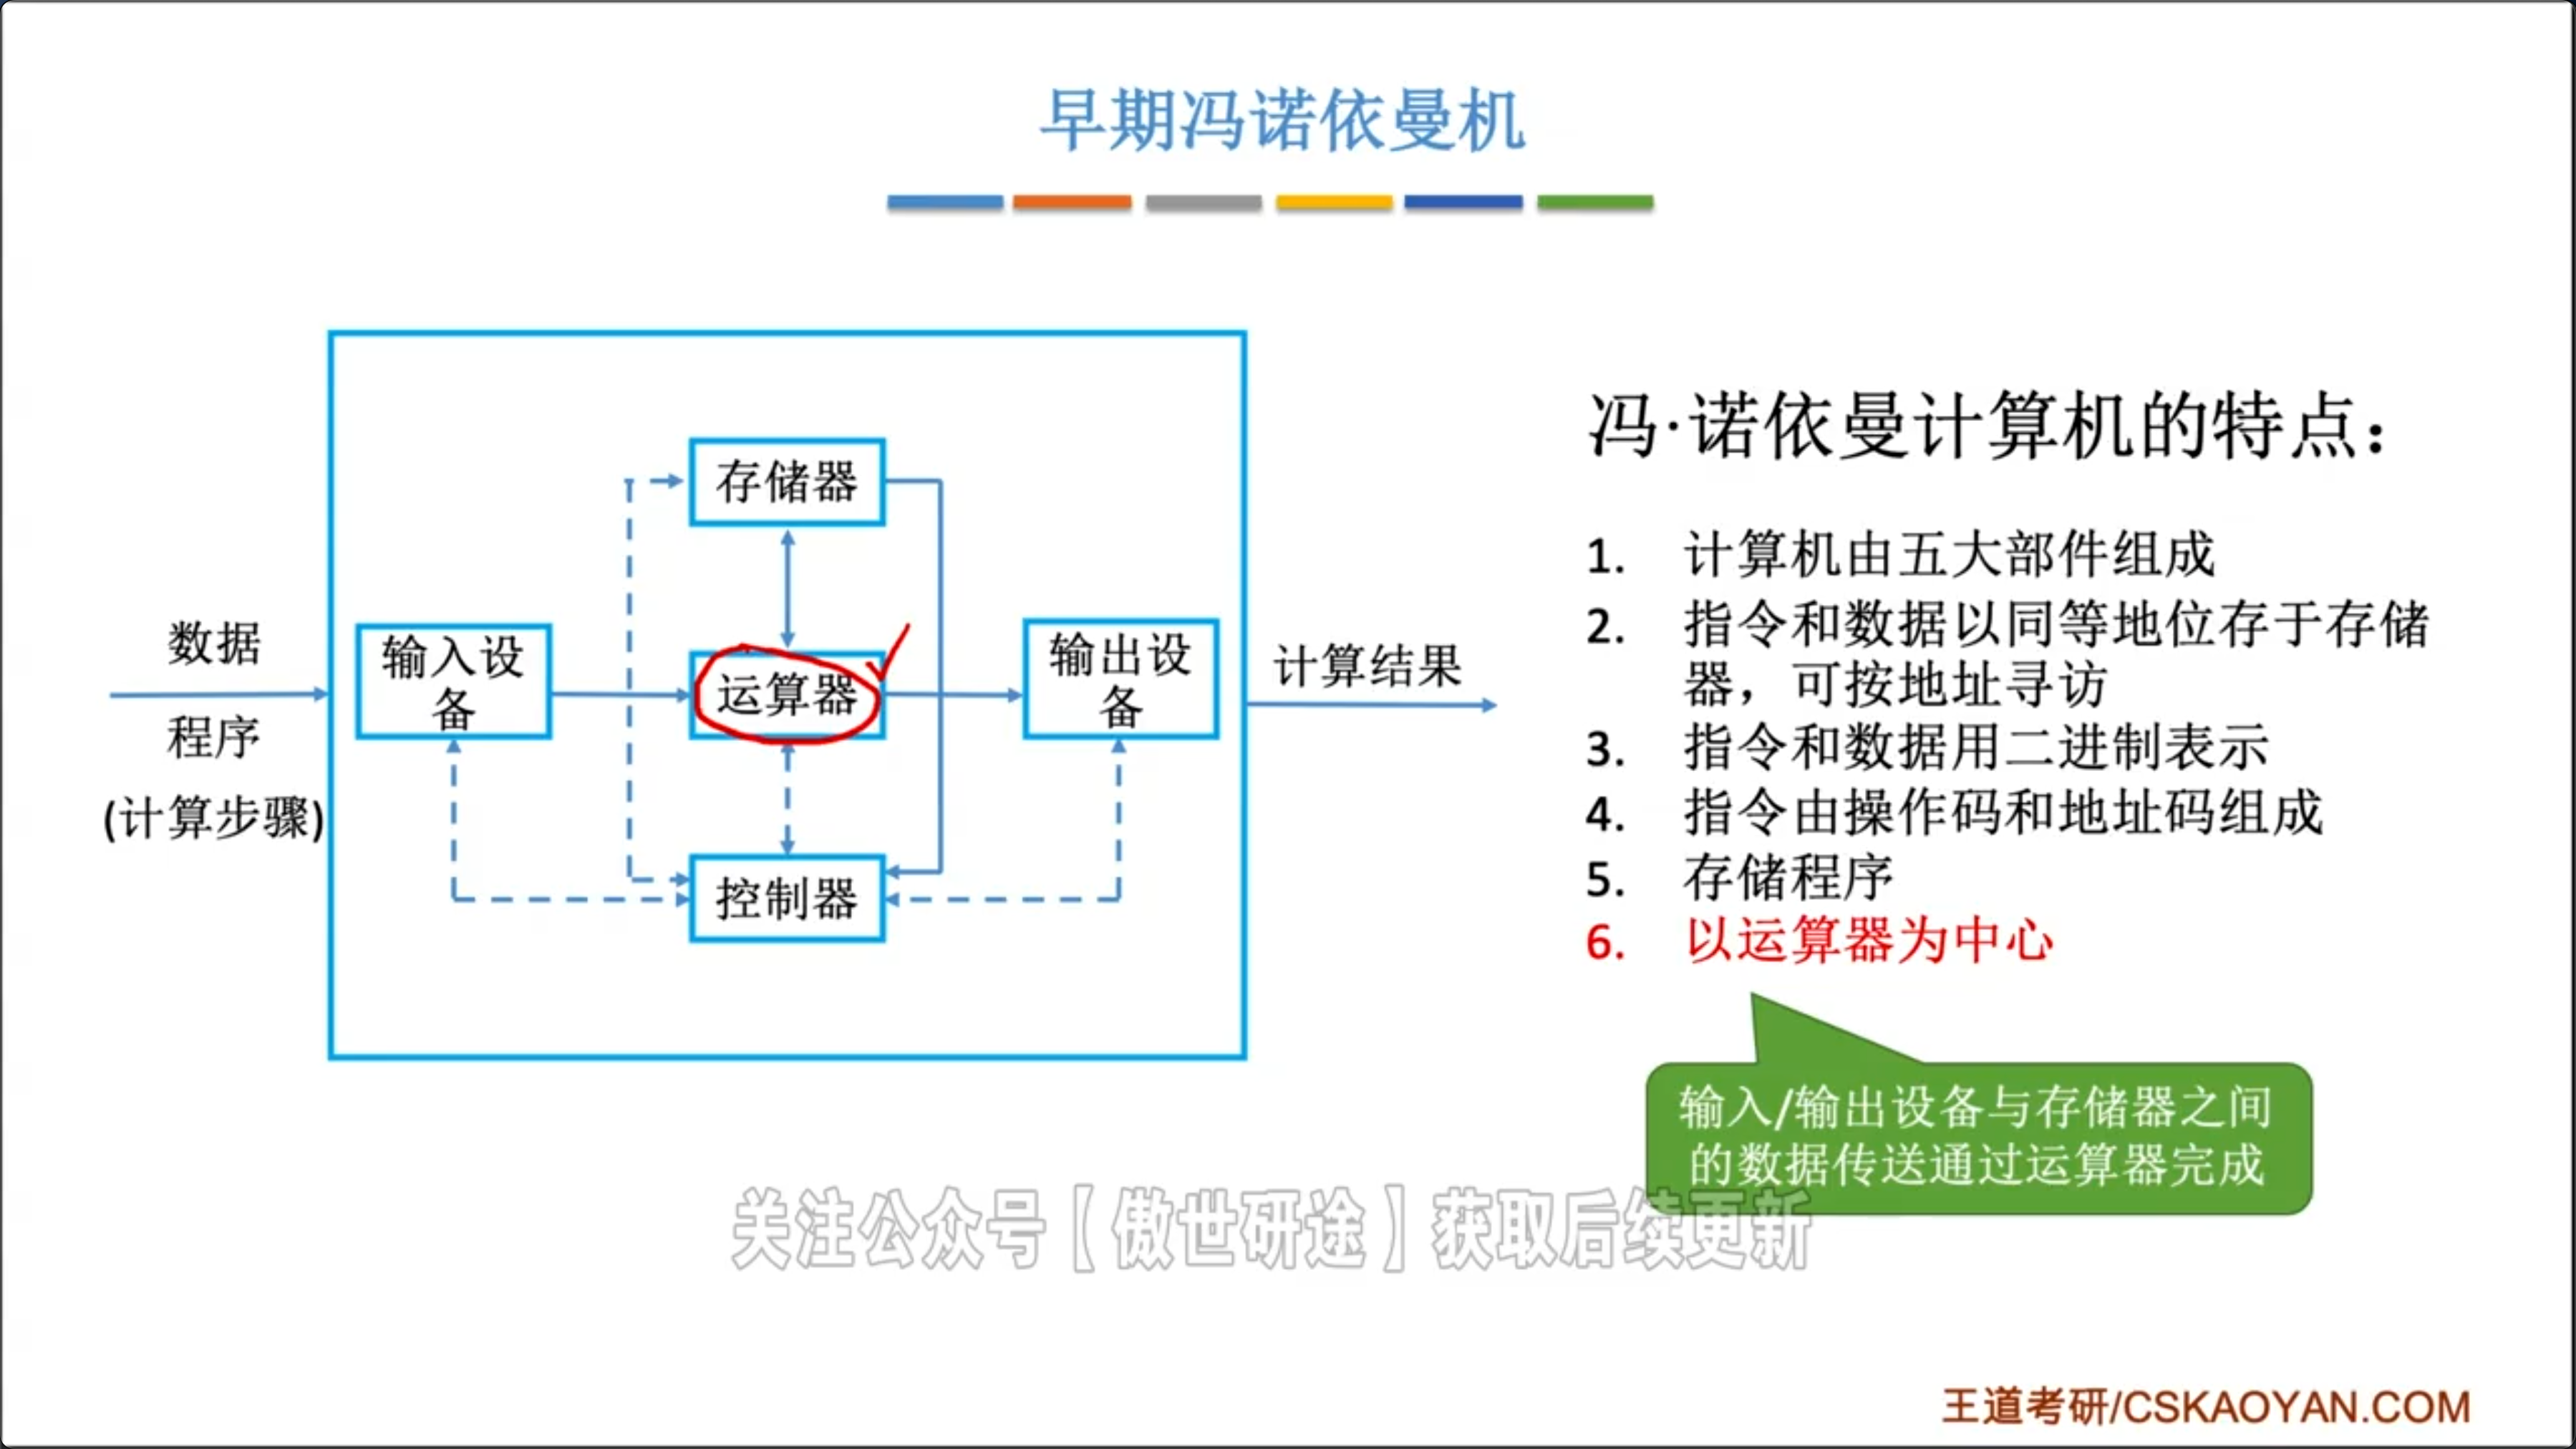 早期冯诺依曼机
数据
程序
(计算步骤)
输入设
备
存储器
运算器
控制器
输出设
备
计算结果
冯·诺依曼计算机的特点：
1. 计算机由五大部件组成
2. 指令和数据以同等地位存于存储
器，可按地址寻访
3. 指令和数据用二进制表示
4. 指令由操作码和地址码组成
5. 存储程序
6. 以运算器为中心
输入/输出设备与存储器之间
的数据传送通过运算器完成
关注公众号【傲世研途】获取后续更新
王道考研/CSKAOYAN.COM